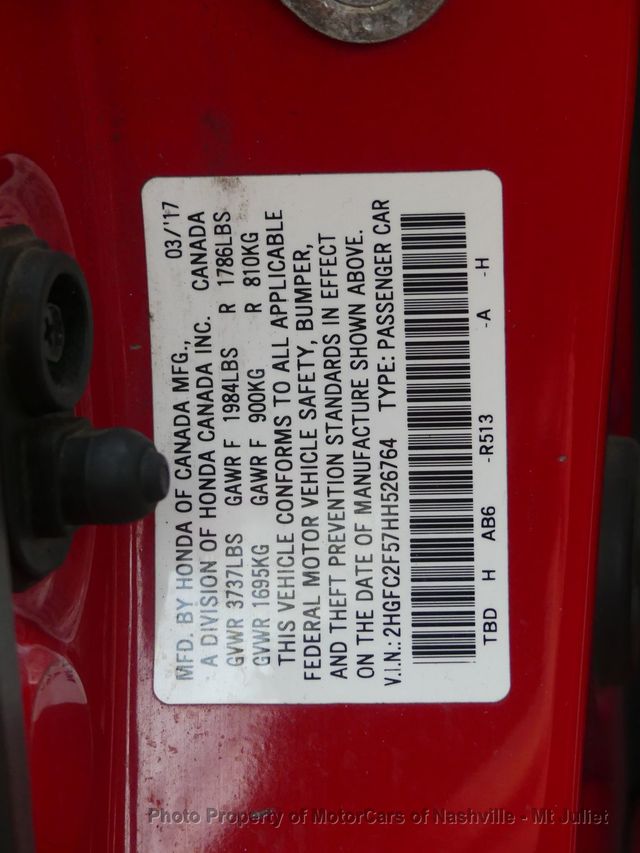 MFD. BY HONDA OF CANADA MFG., 03/'17
A DIVISION OF HONDA CANADA INC. CANADA
GVWR 3737LBS GAWR F 1984LBS R 1786LBS
GVWR 1695KG GAWR F 900KG R 810KG
THIS VEHICLE CONFORMS TO ALL APPLICABLE
FEDERAL MOTOR VEHICLE SAFETY, BUMPER,
AND THEFT PREVENTION STANDARDS IN EFFECT
ON THE DATE OF MANUFACTURE SHOWN ABOVE.
V.I.N.: 2HGFC2F57HH526764 TYPE: PASSENGER CAR
TBD H AB6 -R513 -A -H
Photo Property of MotorCars of Nashville - Mt Juliet